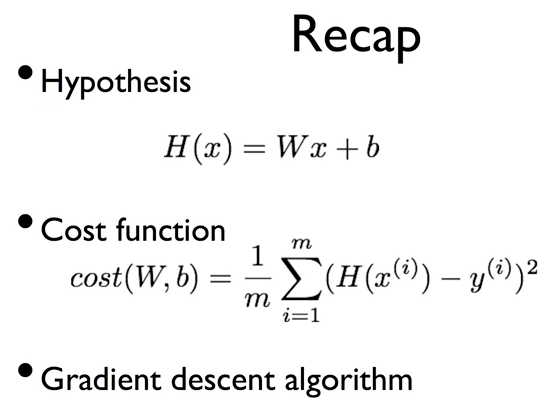 Recap
• Hypothesis
H(x) = Wx + b
• Cost function
cost(W, b) = \frac{1}{m} \sum_{i=1}^{m} (H(x^{(i)}) - y^{(i)})^2
• Gradient descent algorithm